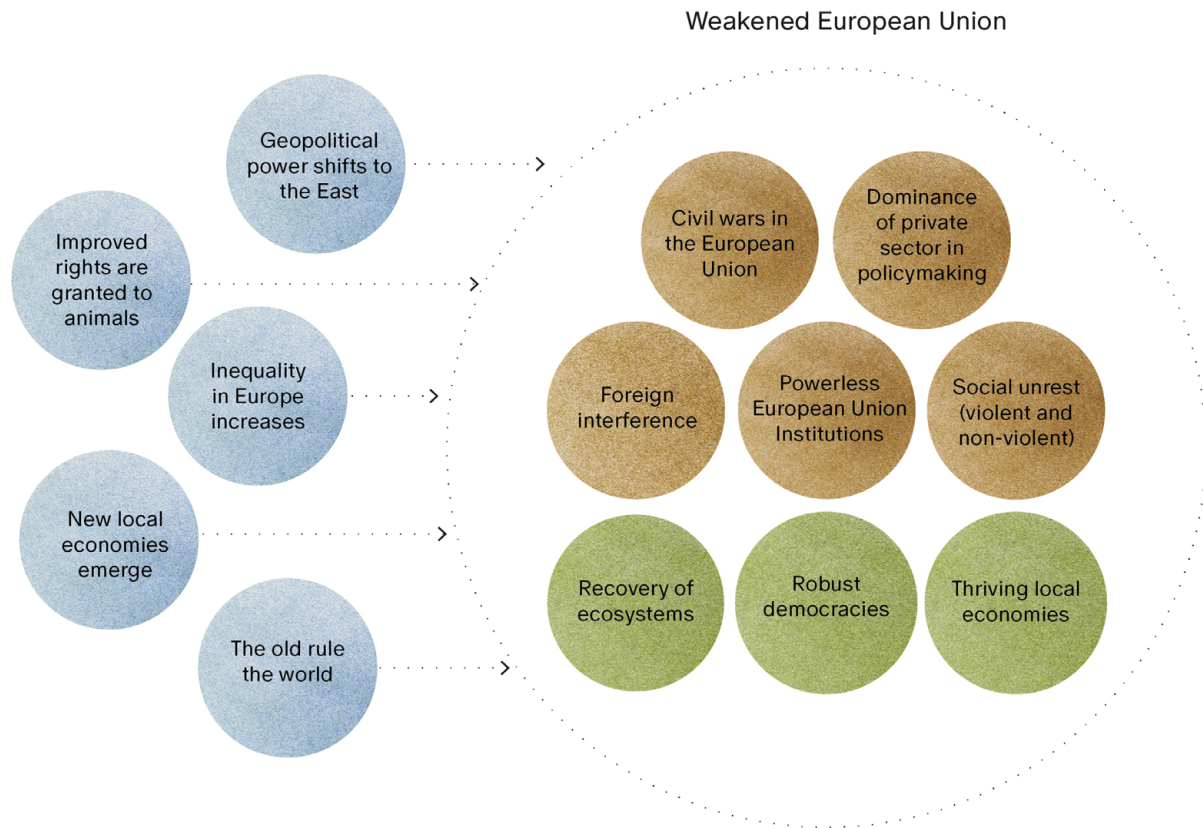 Weakened European Union
Geopolitical
power shifts to
the East
Improved
rights are
granted to
animals
Inequality
in Europe
increases
New local
economies
emerge
The old rule
the world
Civil wars in
the European
Union
Dominance
of private
sector in
policymaking
Foreign
interference
Powerless
European Union
Institutions
Social unrest
(violent and
non-violent)
Recovery of
ecosystems
Robust
democracies
Thriving local
economies